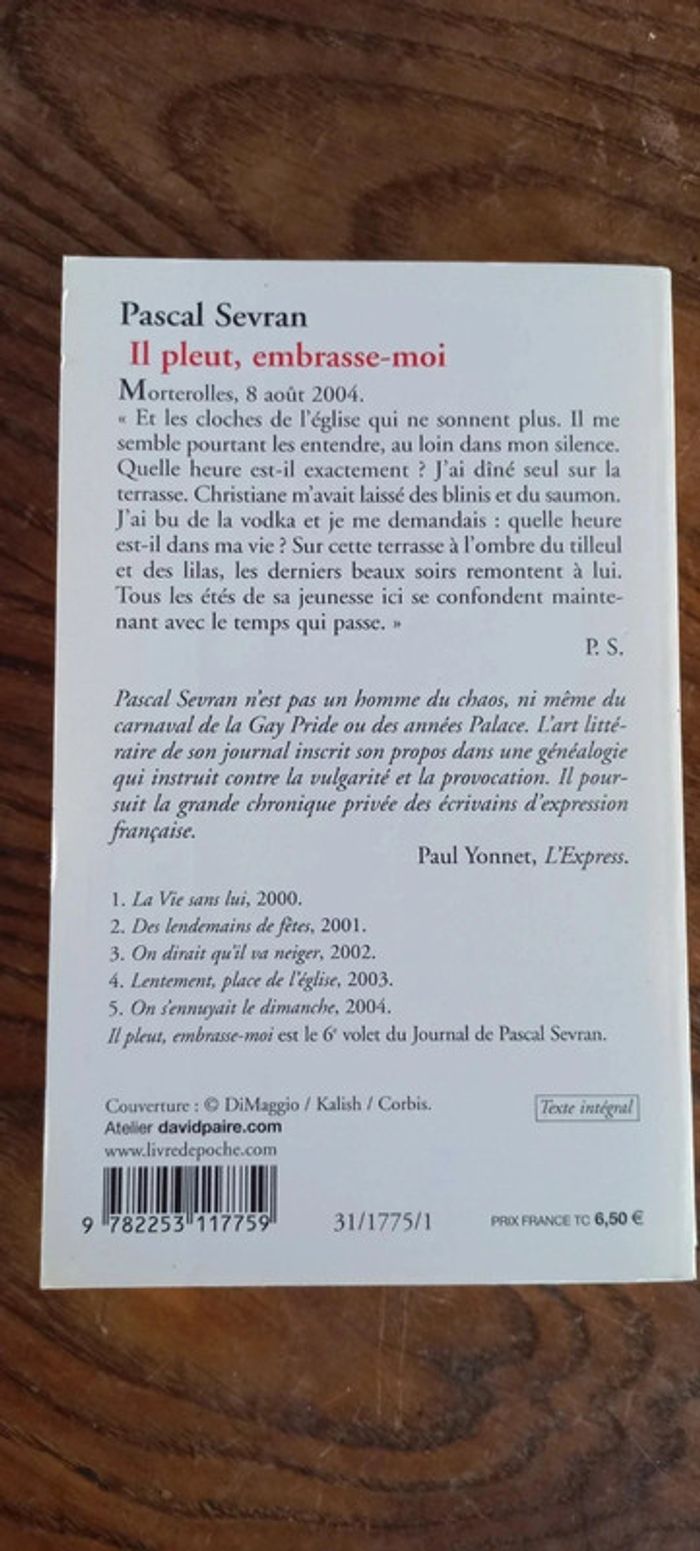 Pascal Sevran
Il pleut, embrasse-moi
Morterolles, 8 août 2004.
« Et les cloches de l'église qui ne sonnent plus. Il me
semble pourtant les entendre, au loin dans mon silence.
Quelle heure est-il exactement ? J'ai dîné seul sur la
terrasse. Christiane m'avait laissé des blinis et du saumon.
J'ai bu de la vodka et je me demandais : quelle heure
est-il dans ma vie ? Sur cette terrasse à l'ombre du tilleul
et des lilas, les derniers beaux soirs remontent à lui.
Tous les étés de sa jeunesse ici se confondent mainte-
nant avec le temps qui passe. »
P. S.
Pascal Sevran n'est pas un homme du chaos, ni même du
carnaval de la Gay Pride ou des années Palace. L'art litté-
raire de son journal inscrit son propos dans une généalogie
qui instruit contre la vulgarité et la provocation. Il pour-
suit la grande chronique privée des écrivains d'expression
française.
Paul Yonnet, L'Express.
1. La Vie sans lui, 2000.
2. Des lendemains de fêtes, 2001.
3. On dirait qu'il va neiger, 2002.
4. Lentement, place de l'église, 2003.
5. On s'ennuyait le dimanche, 2004.
Il pleut, embrasse-moi est le 6e volet du Journal de Pascal Sevran.
Couverture : © DiMaggio / Kalish / Corbis.
Texte intégral
Atelier davidpaire.com
www.livredepoche.com
9 782253 117759
31/1775/1
PRIX FRANCE TC 6,50 €